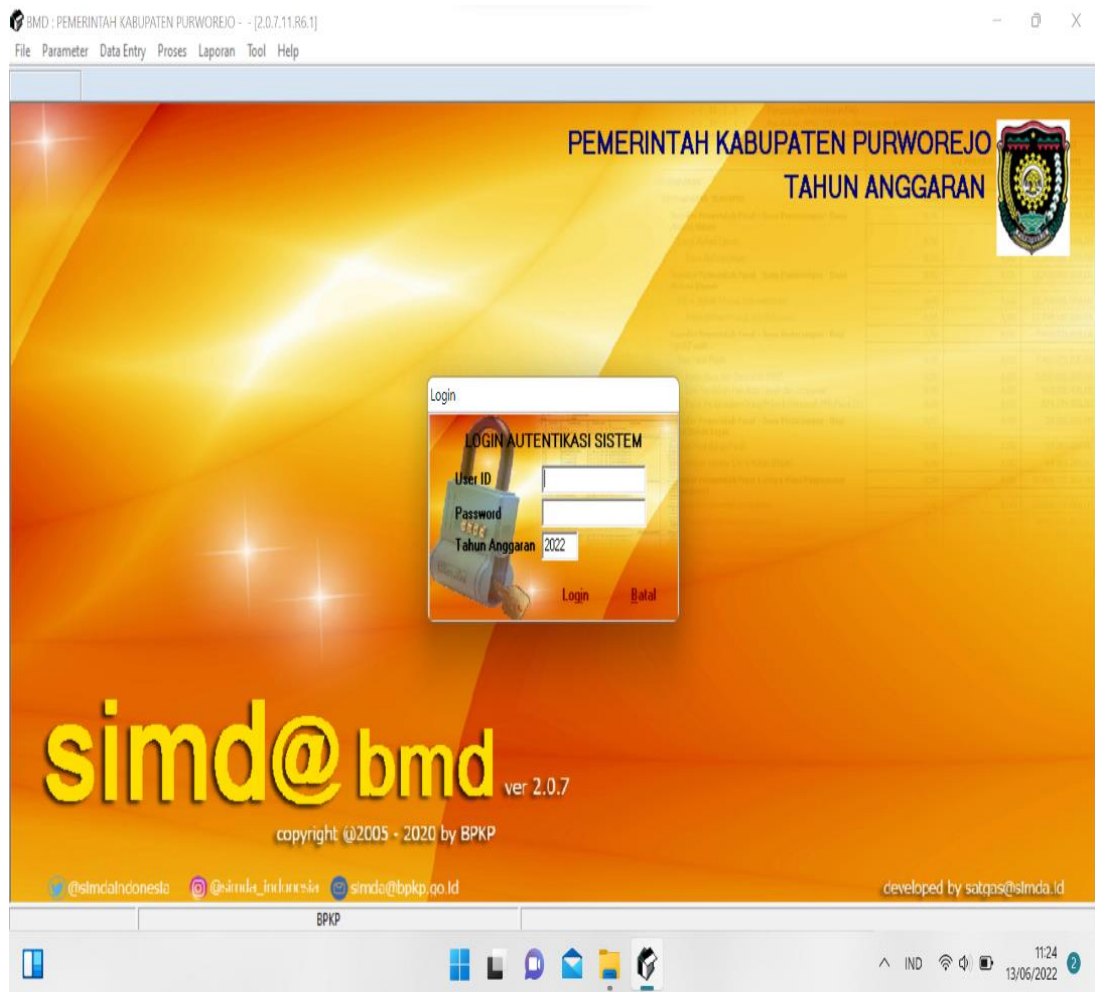 BMD : PEMERINTAH KABUPATEN PURWOREJO - - [2.0.7.11.R6.1]
File Parameter Data Entry Proses Laporan Tool Help
PEMERINTAH KABUPATEN PURWOREJO
TAHUN ANGGARAN
Login
LOGIN AUTENTIKASI SISTEM
User ID
Password
Tahun Anggaran 2022
Login Batal
simd@ bmd ver 2.0.7
copyright @2005 - 2020 by BPKP
@simdaindonesia @simda_indonesia simda@bpkp.go.id
developed by satgas@simda.id
BPKP
IND
11:24
13/06/2022
2